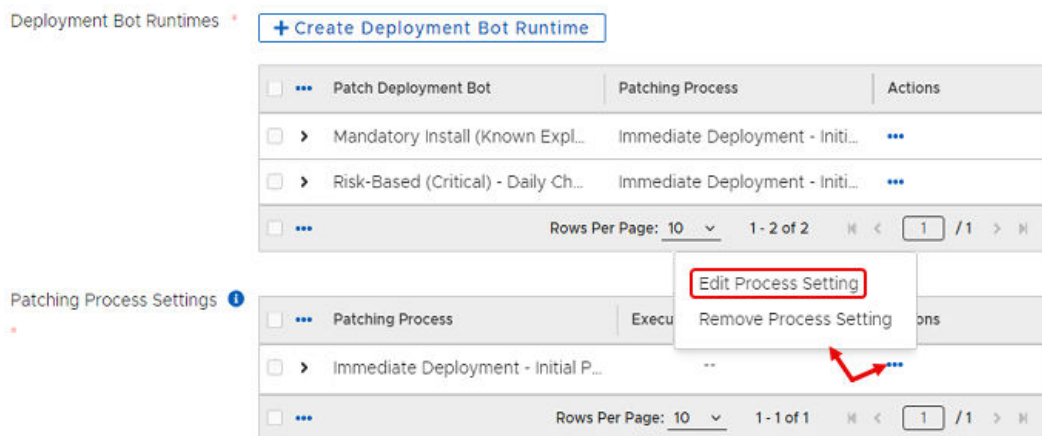 Deployment Bot Runtimes *
+ Create Deployment Bot Runtime
••• Patch Deployment Bot Patching Process Actions
> Mandatory Install (Known Expl... Immediate Deployment - Initi... •••
> Risk-Based (Critical) - Daily Ch... Immediate Deployment - Initi... •••
••• Rows Per Page: 10 1 - 2 of 2 1 / 1
Edit Process Setting
Remove Process Setting
Patching Process Settings *
••• Patching Process Execu ons
> Immediate Deployment - Initial P... -- •••
••• Rows Per Page: 10 1 - 1 of 1 1 / 1